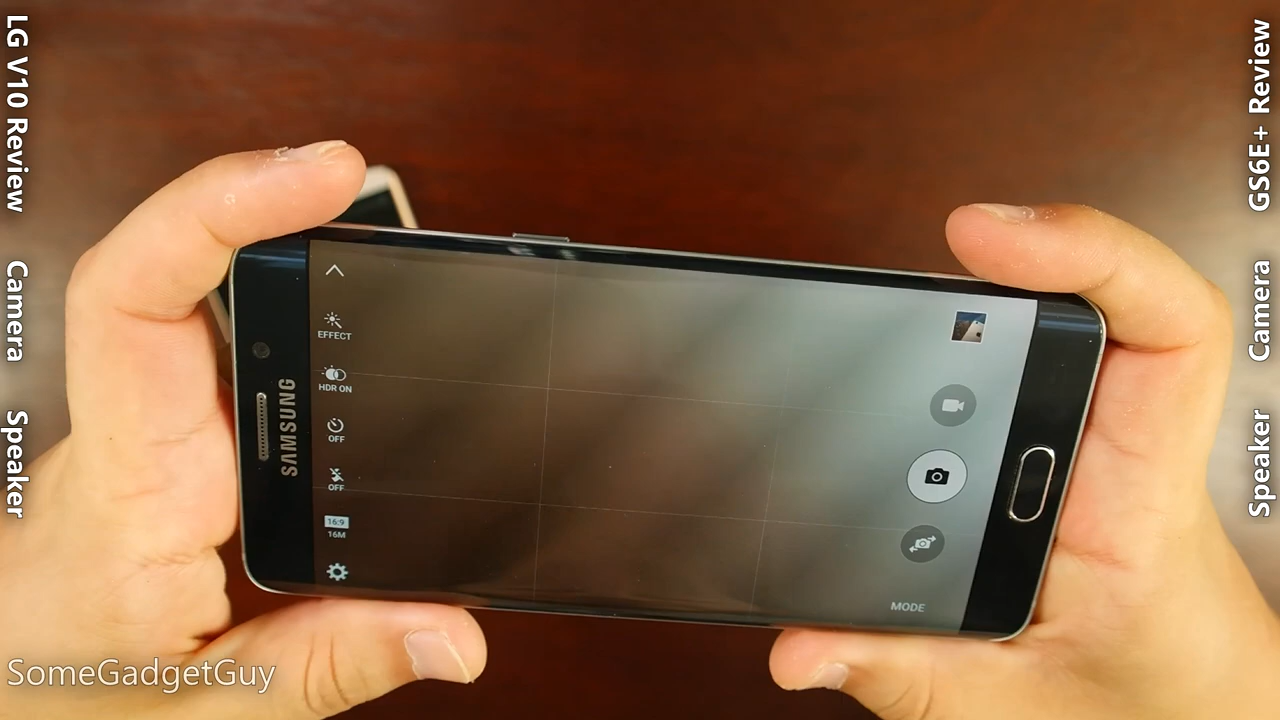 LG V10 Review
Camera
Speaker
GS6E+ Review
Camera
Speaker
SAMSUNG
EFFECT
HDR ON
OFF
OFF
16:9
16M
MODE
SomeGadgetGuy